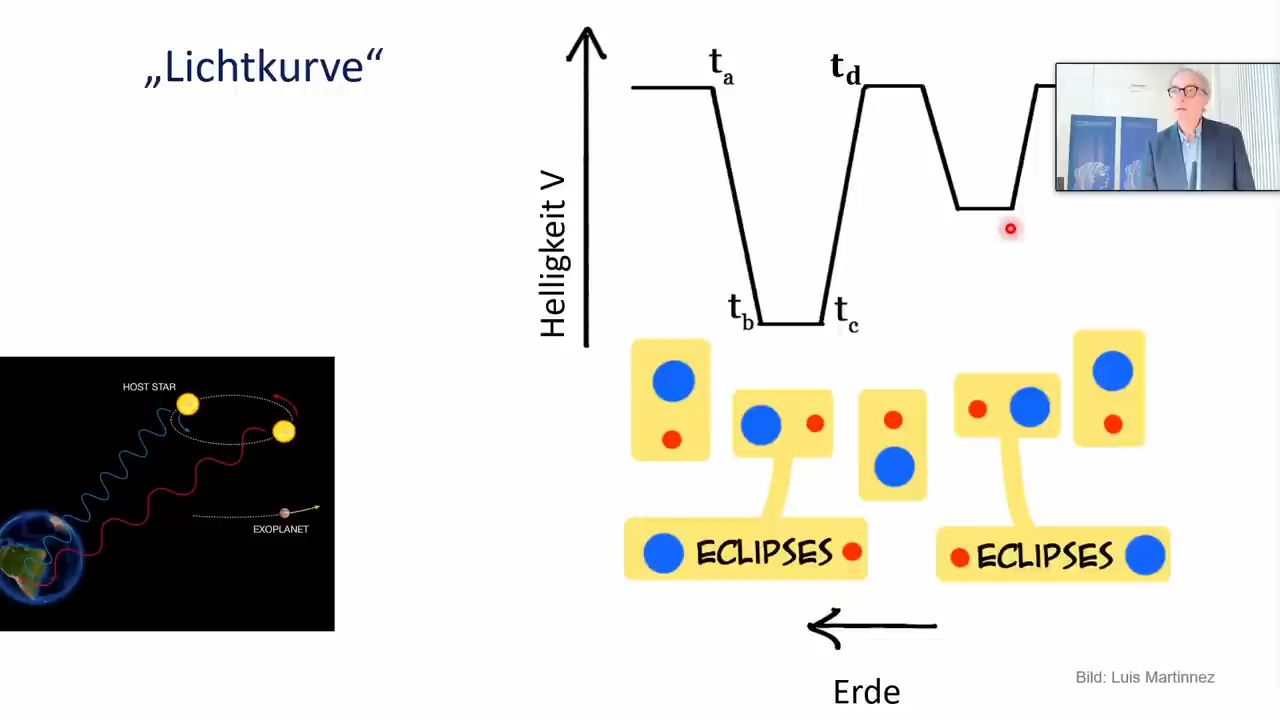 „Lichtkurve“
Helligkeit V
ta
td
tb
tc
HOST STAR
EXOPLANET
ECLIPSES
ECLIPSES
Erde
Bild: Luis Martinnez